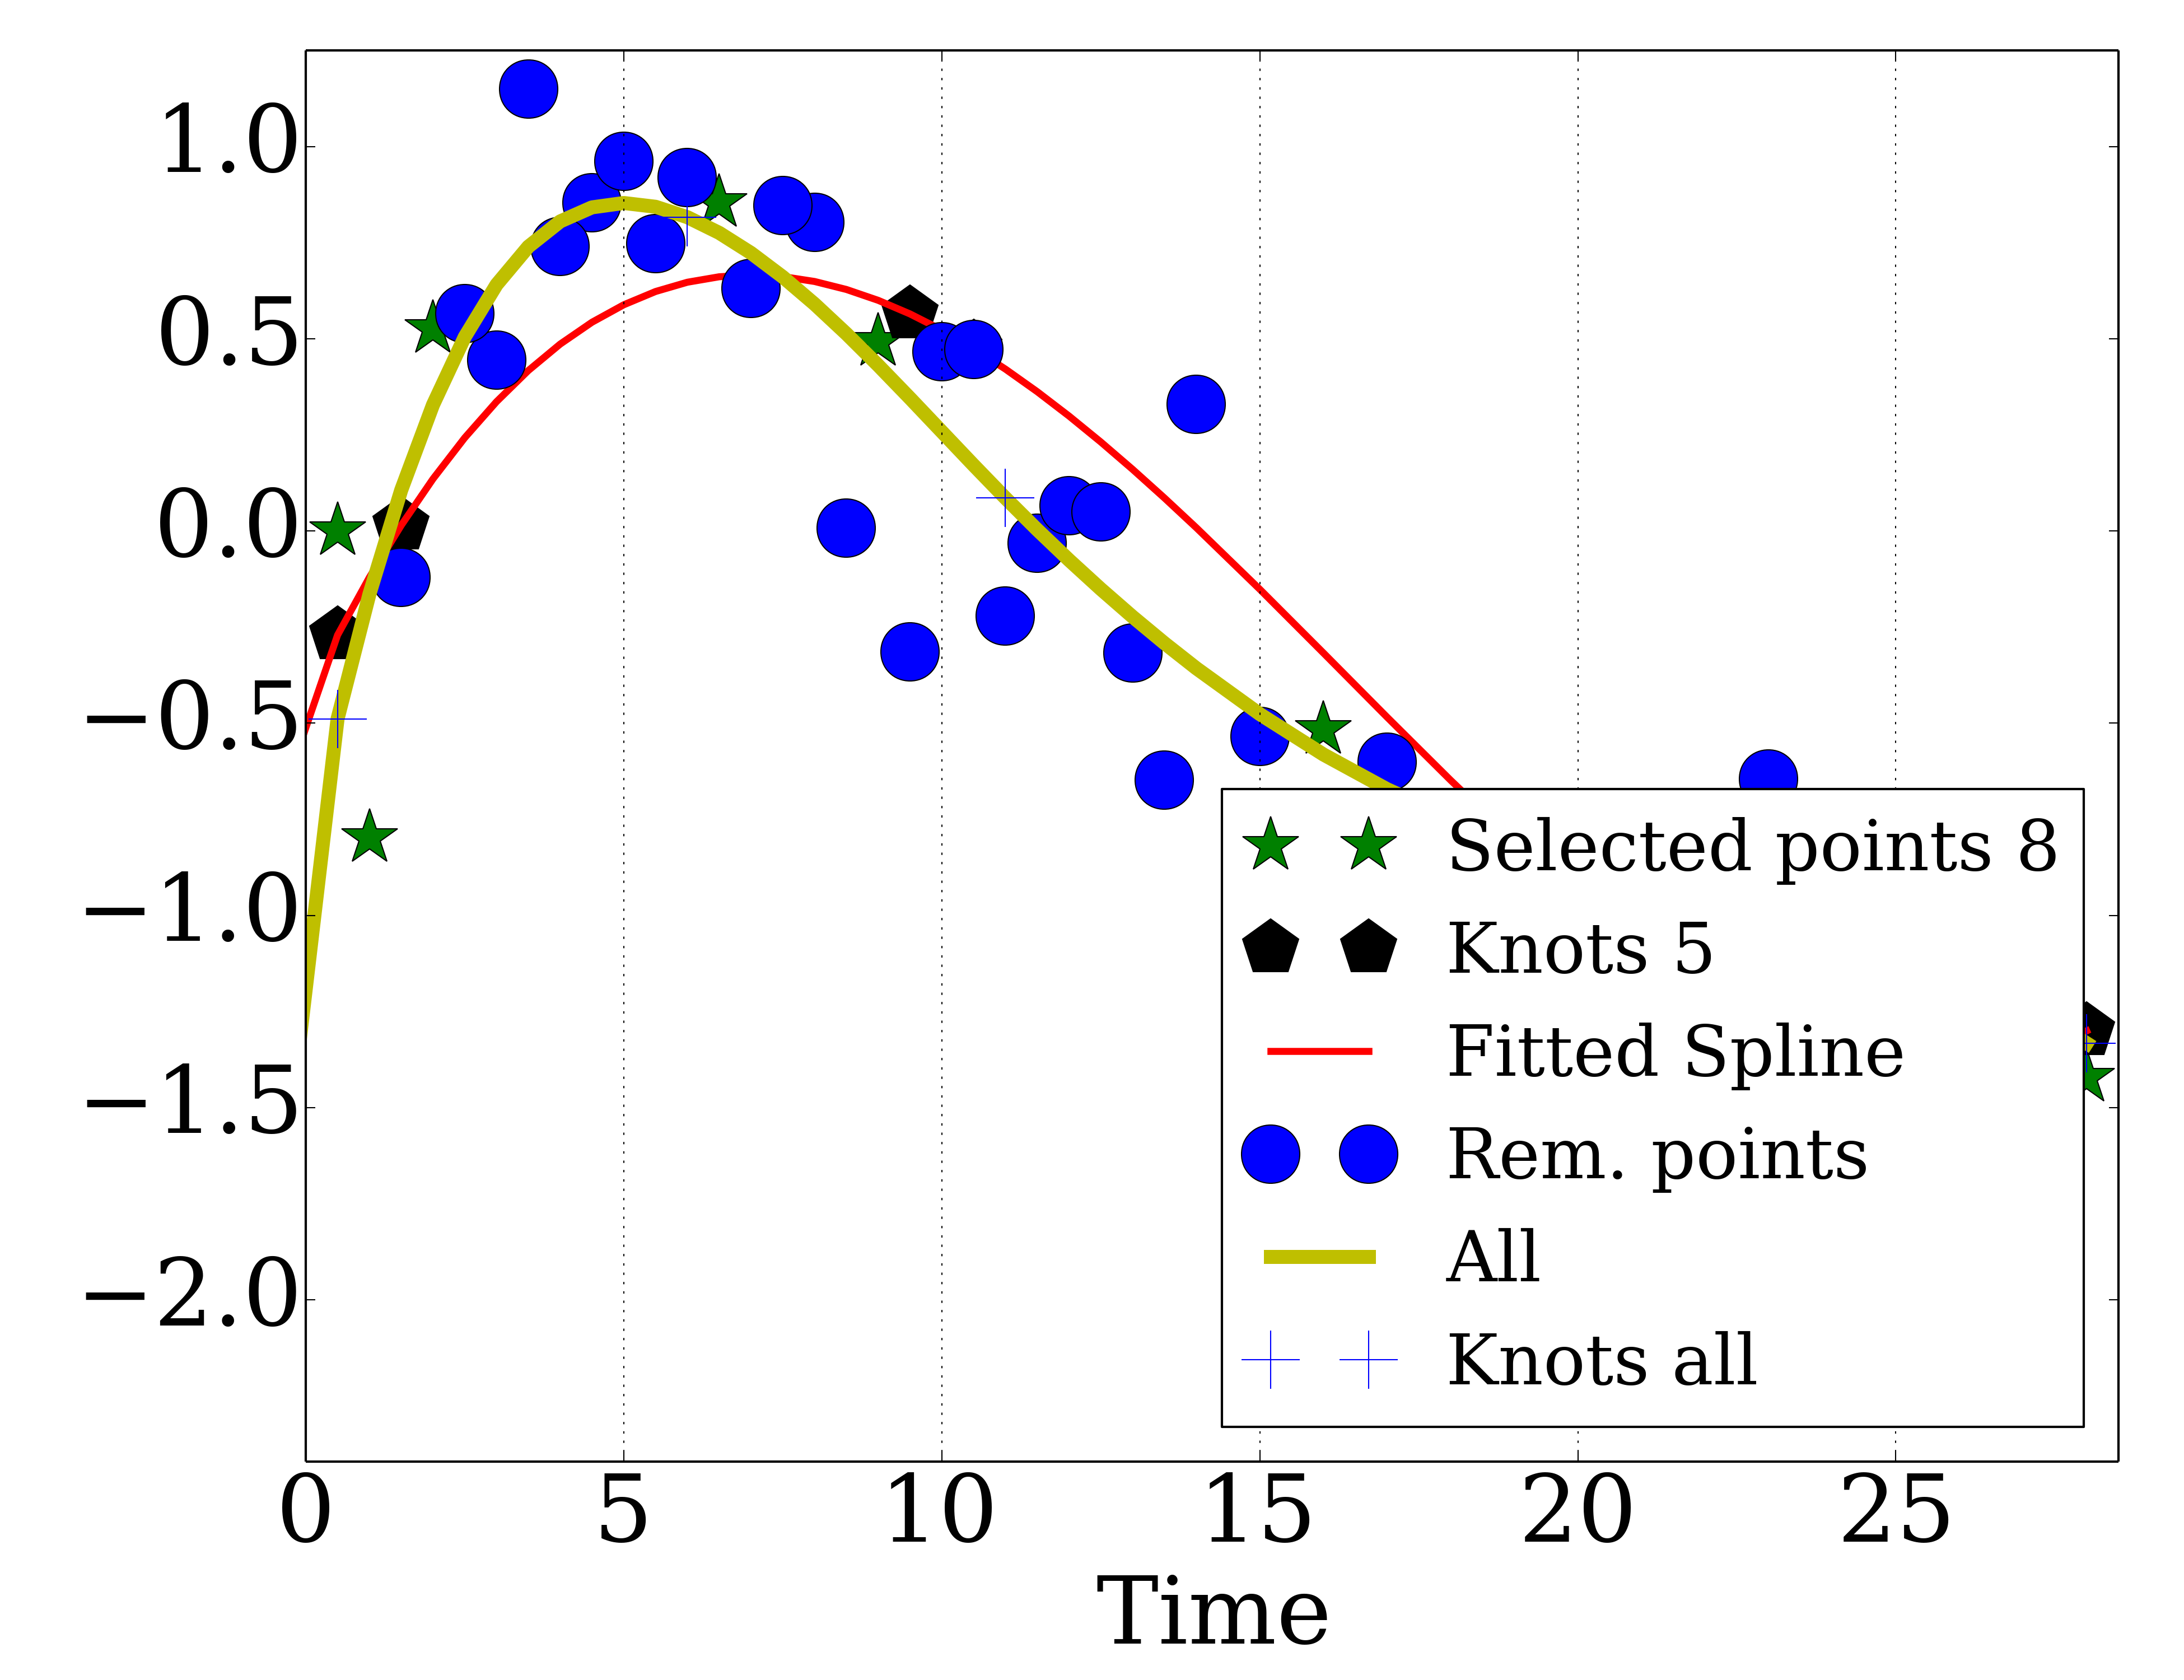 1.0
0.5
0.0
−0.5
−1.0
−1.5
−2.0
Selected points 8
Knots 5
Fitted Spline
Rem. points
All
Knots all
0 5 10 15 20 25
Time